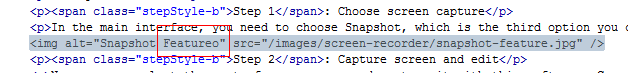 <p><span class="stepStyle-b">Step 1</span>: Choose screen capture</p>
<p>In the main interface, you need to choose Snapshot, which is the third option you c
<img alt="Snapshot Featureo" src="/images/screen-recorder/snapshot-feature.jpg" />
<p><span class="stepStyle-b">Step 2</span>: Capture screen and edit</p>